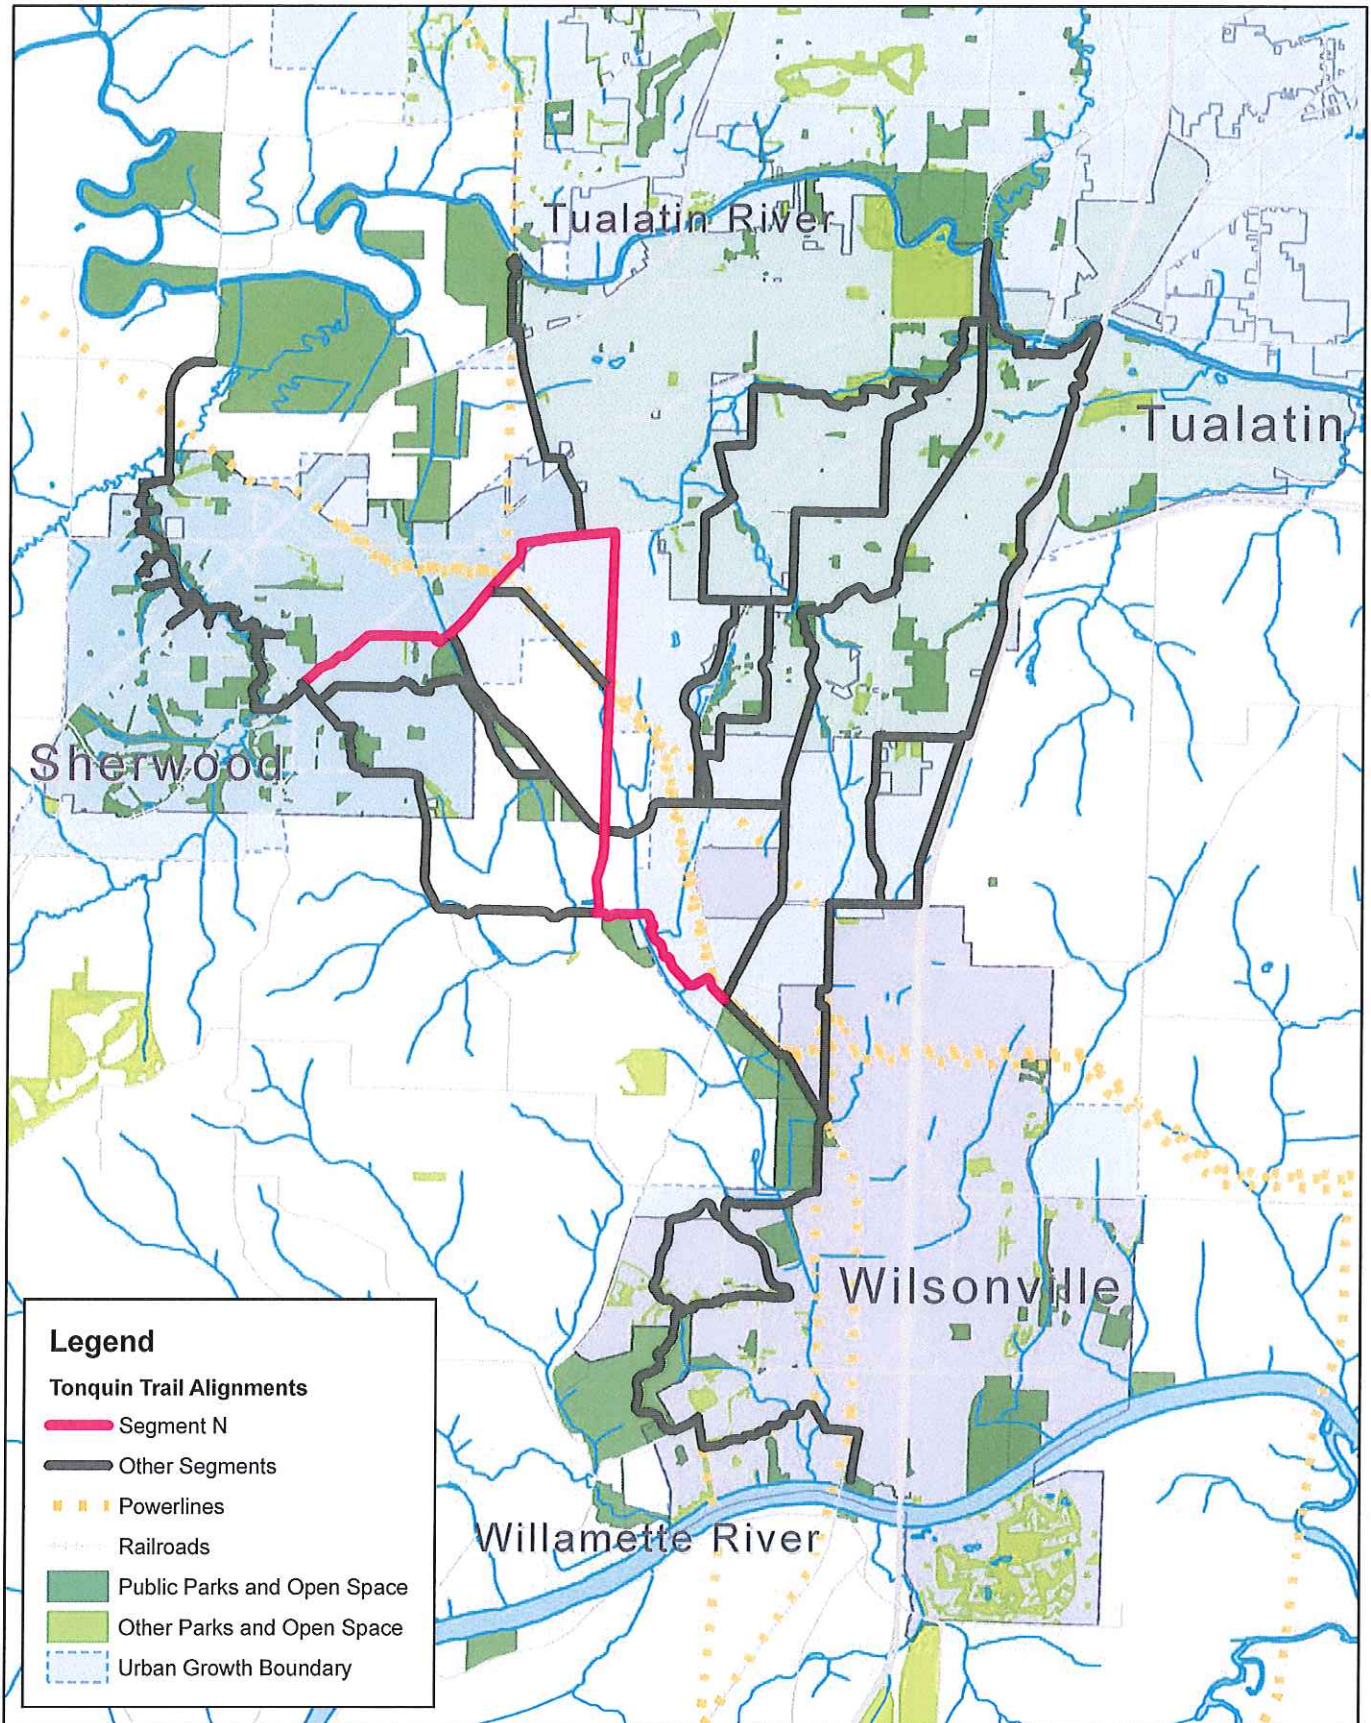 Tualatin River
Tualatin
Sherwood
Wilsonville
Willamette River
Legend
Tonquin Trail Alignments
Segment N
Other Segments
Powerlines
Railroads
Public Parks and Open Space
Other Parks and Open Space
Urban Growth Boundary